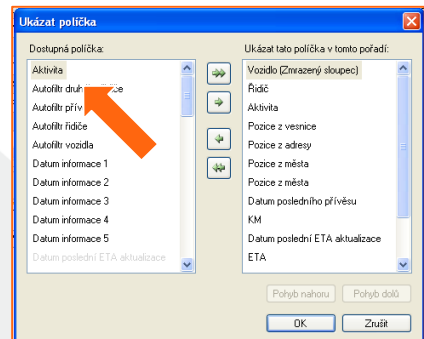 Ukázat políčka
Dostupná políčka:
Aktivita
Autofiltr
Autofiltr
Autofiltr řidiče
Autofiltr vozidla
Datum informace 1
Datum informace 2
Datum informace 3
Datum informace 4
Datum informace 5
Datum poslední ETA aktualizace
Ukázat tato políčka v tomto pořadí:
Vozidlo (Zmrazený sloupec)
Řidič
Aktivita
Pozice z vesnice
Pozice z adresy
Pozice z města
Pozice z města
Datum posledního přívěsu
KM
Datum poslední ETA aktualizace
ETA
Pohyb nahoru Pohyb dolů
OK Zrušit